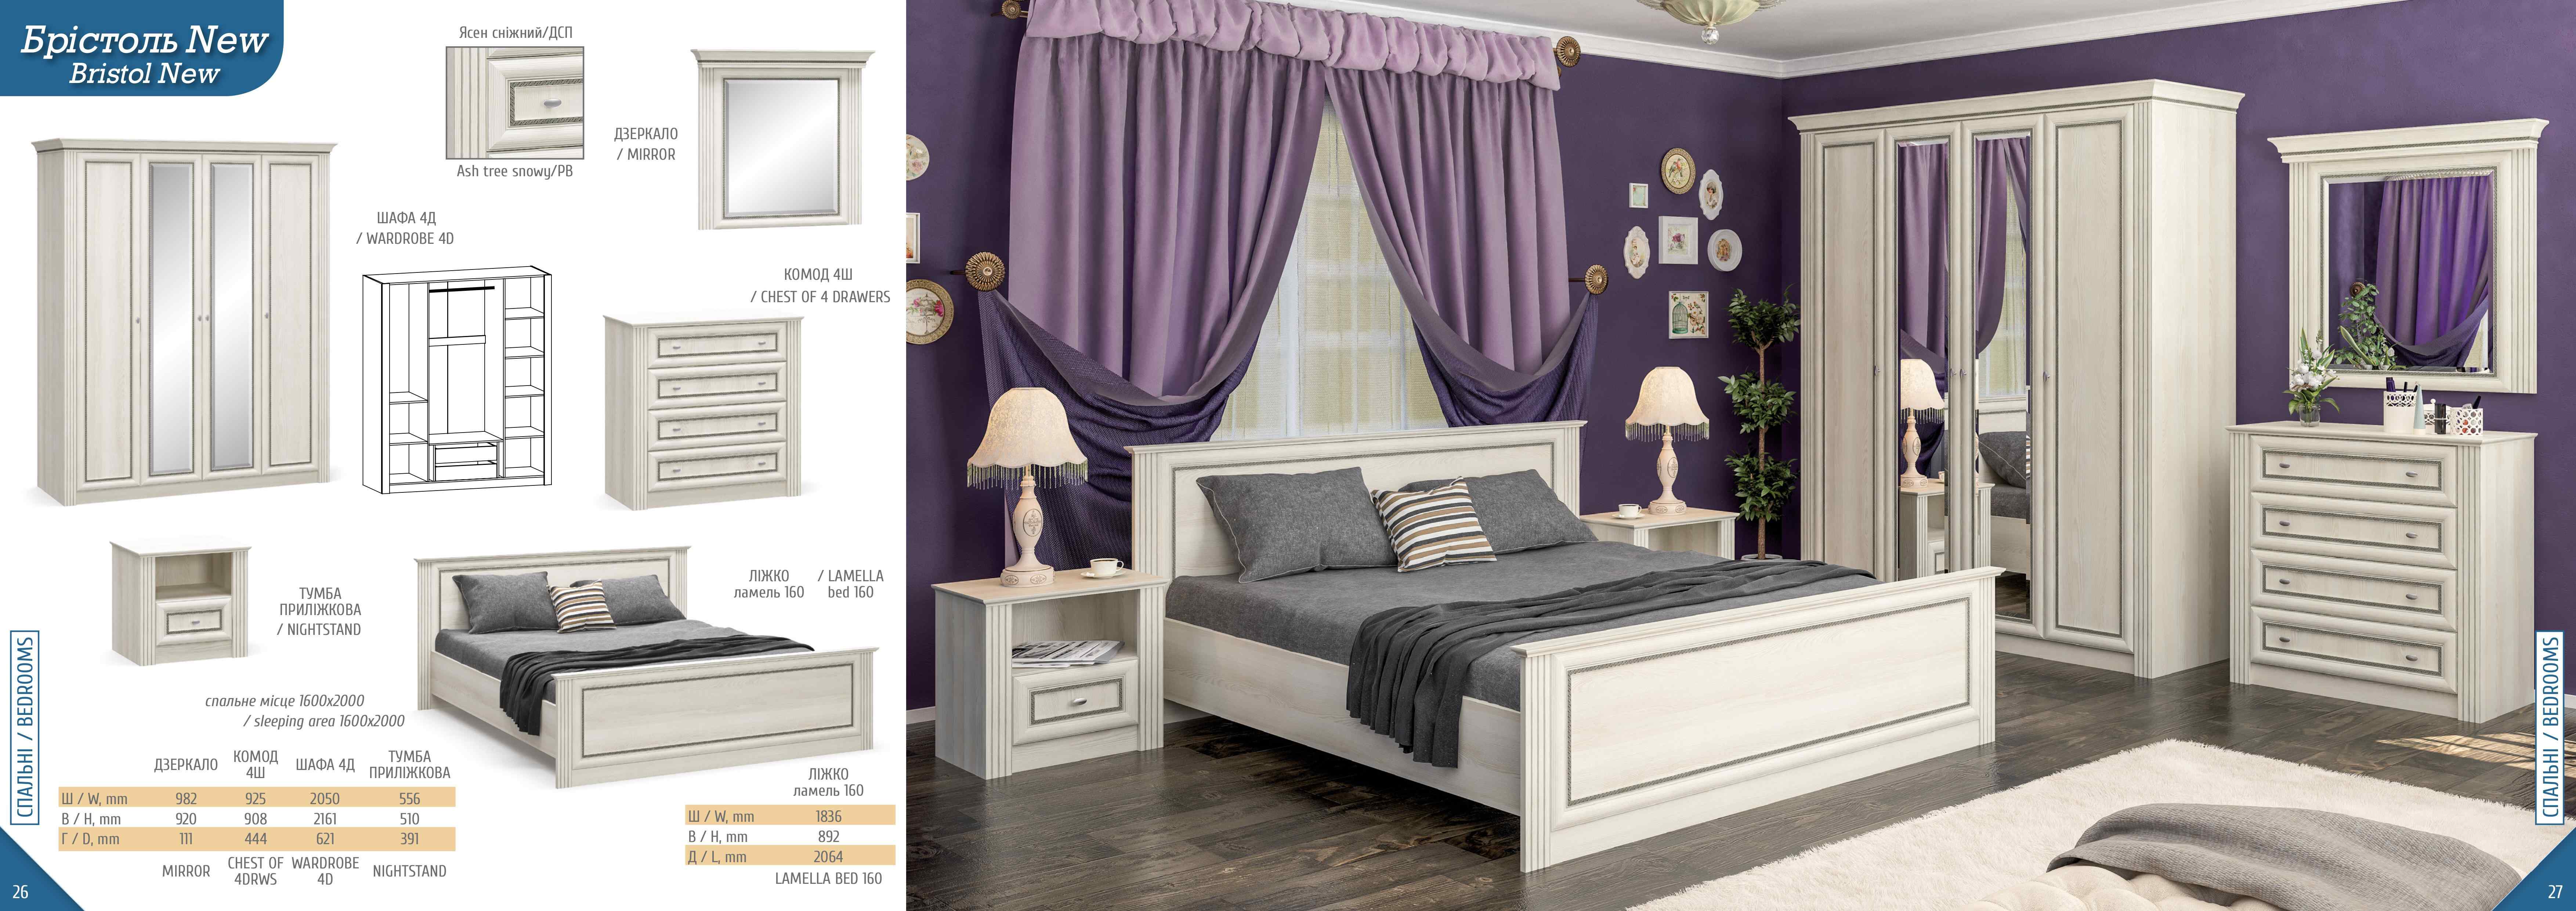 Брістоль New
Bristol New
Ясен сніжний/ДСП
Ash tree snowy/PB
ДЗЕРКАЛО
/ MIRROR
ШАФА 4Д
/ WARDROBE 4D
КОМОД 4Ш
/ CHEST OF 4 DRAWERS
ТУМБА
ПРИЛІЖКОВА
/ NIGHTSTAND
ЛІЖКО / LAMELLA
ламель 160 bed 160
спальне місце 1600x2000
/ sleeping area 1600x2000
ДЗЕРКАЛО КОМОД 4Ш ШАФА 4Д ТУМБА ПРИЛІЖКОВА
Ш / W, mm 982 925 2050 556
В / H, mm 920 908 2161 510
Г / D, mm 111 444 621 391
MIRROR CHEST OF 4DRWS WARDROBE 4D NIGHTSTAND
ЛІЖКО
ламель 160
Ш / W, mm 1836
В / H, mm 892
Д / L, mm 2064
LAMELLA BED 160
СПАЛЬНІ / BEDROOMS
26
СПАЛЬНІ / BEDROOMS
27